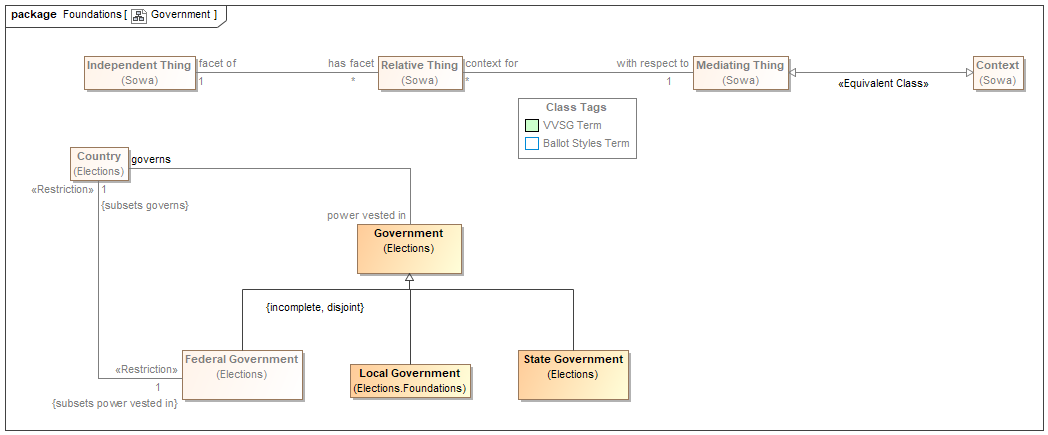 package Foundations [ Government ]
Independent Thing
(Sowa)
facet of
1
has facet
*
Relative Thing
(Sowa)
context for
*
with respect to
1
Mediating Thing
(Sowa)
«Equivalent Class»
Context
(Sowa)
Class Tags
VVSG Term
Ballot Styles Term
Country
(Elections)
governs
«Restriction»
1
{subsets governs}
power vested in
Government
(Elections)
{incomplete, disjoint}
Federal Government
(Elections)
«Restriction»
1
{subsets power vested in}
Local Government
(Elections.Foundations)
State Government
(Elections)